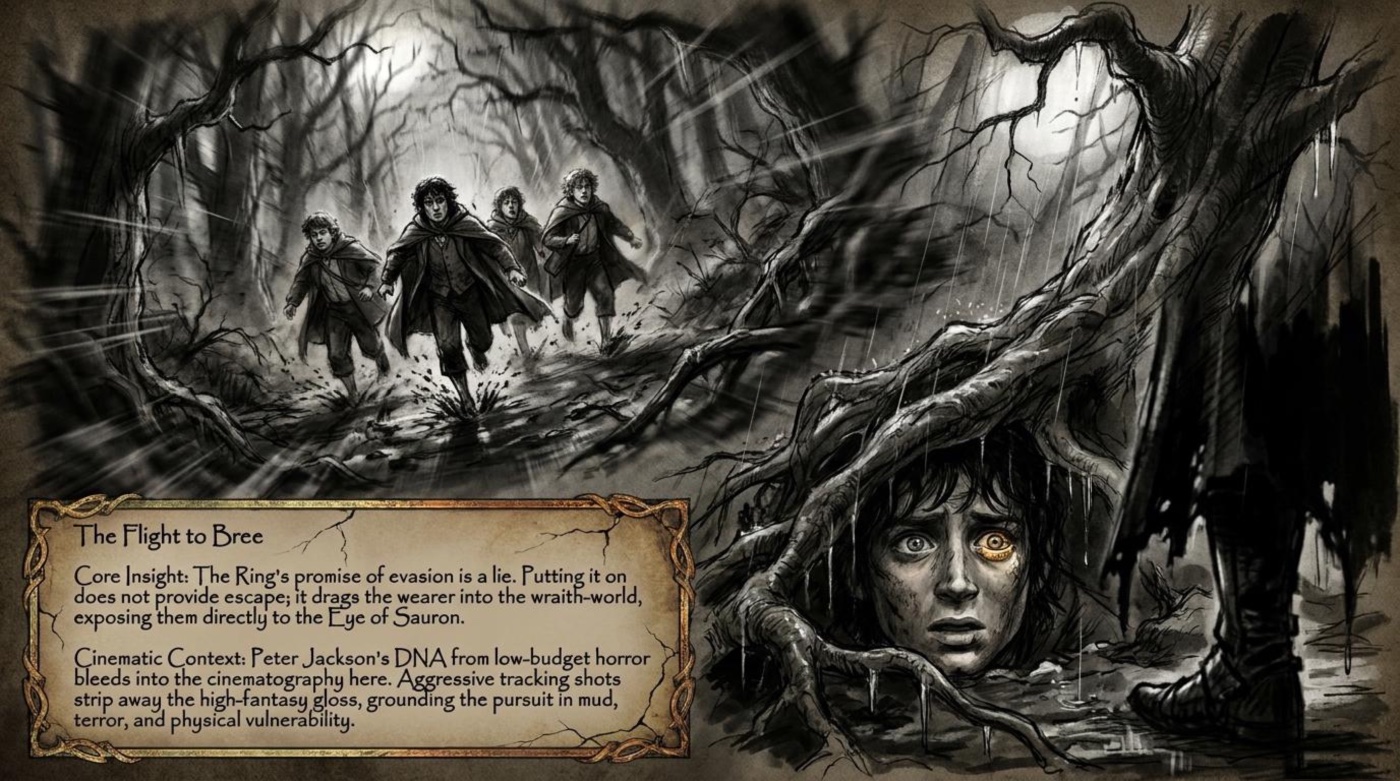 The Flight to Bree
Core Insight: The Ring's promise of evasion is a lie. Putting it on
does not provide escape; it drags the wearer into the wraith-world,
exposing them directly to the Eye of Sauron.
Cinematic Context: Peter Jackson's DNA from low-budget horror
bleeds into the cinematography here. Aggressive tracking shots
strip away the high-fantasy gloss, grounding the pursuit in mud,
terror, and physical vulnerability.